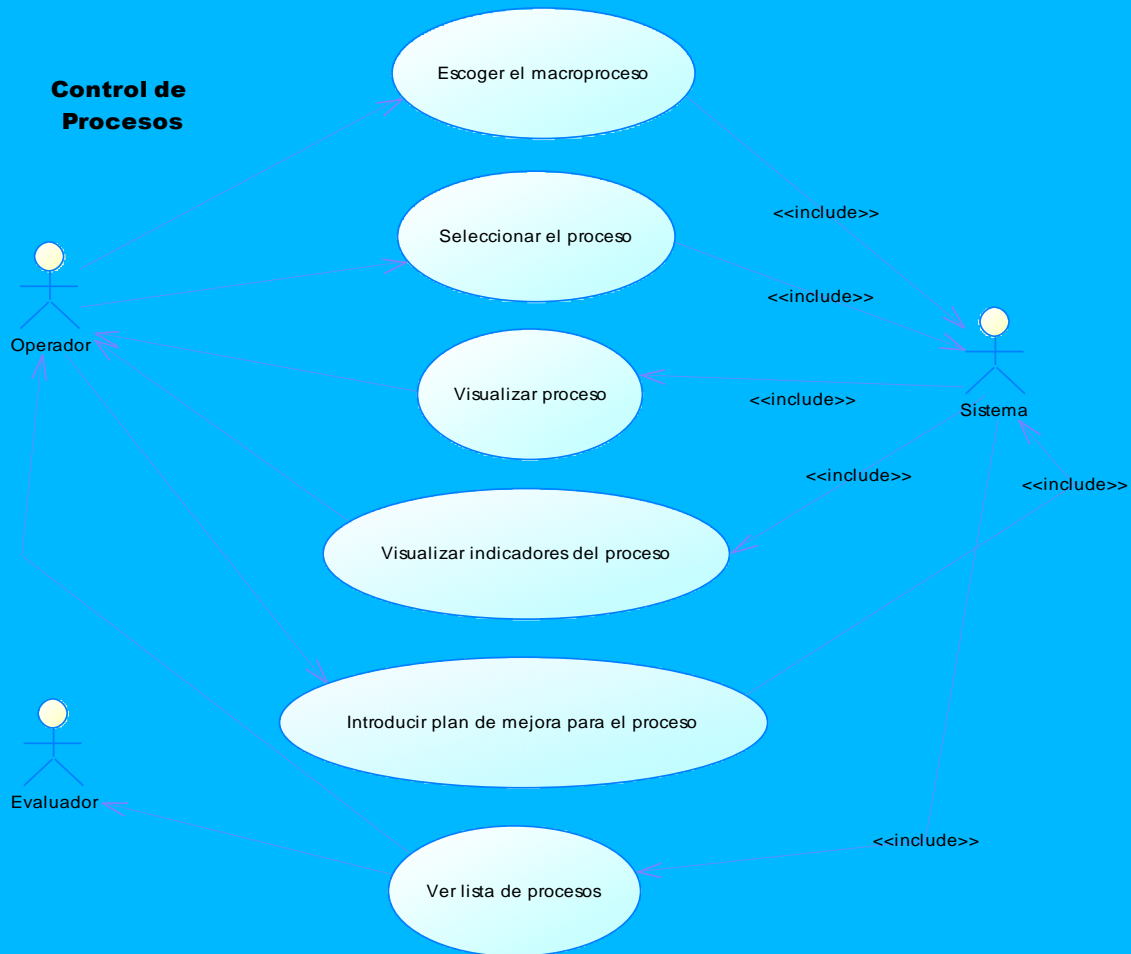 Control de
Procesos
Escoger el macroproceso
<<include>>
Seleccionar el proceso
<<include>>
Operador
Visualizar proceso
<<include>>
Sistema
<<include>>
<<include>>
Visualizar indicadores del proceso
Introducir plan de mejora para el proceso
Evaluador
<<include>>
Ver lista de procesos